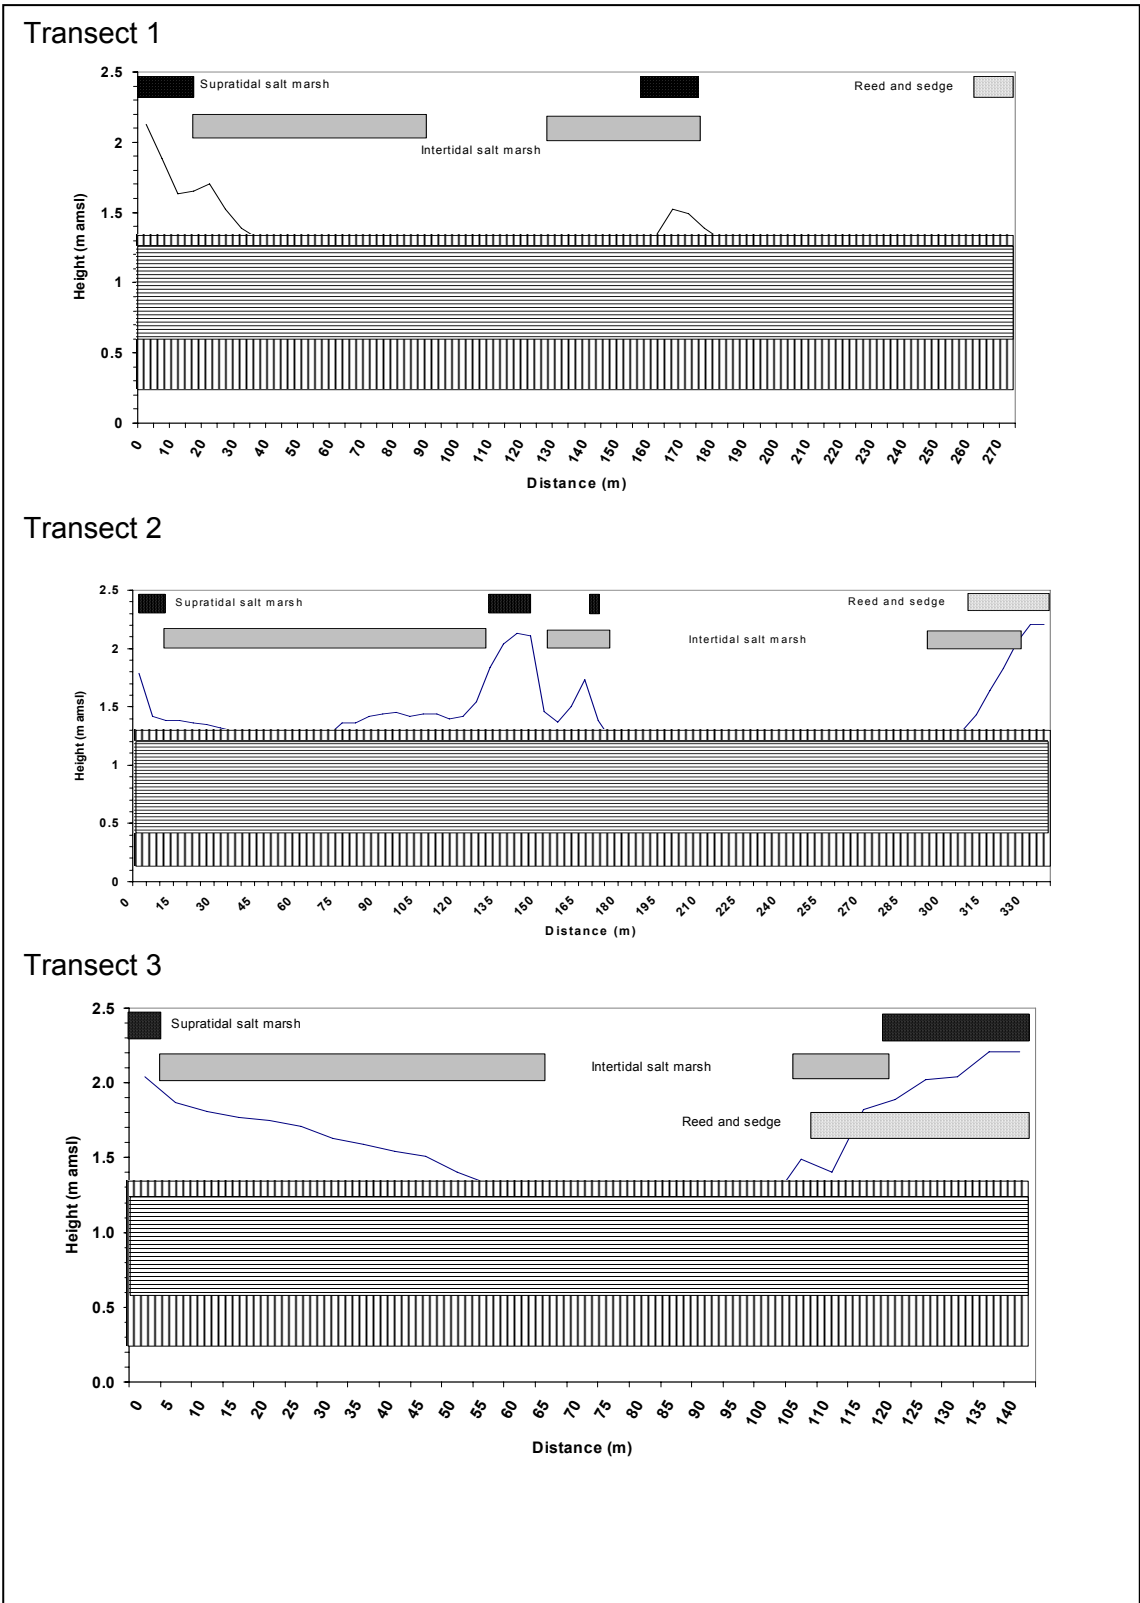 Transect 1
2.5
Supratidal salt marsh
Reed and sedge
2
Intertidal salt marsh
1.5
Height (m amsl)
1
0.5
0
0 10 20 30 40 50 60 70 80 90 100 110 120 130 140 150 160 170 180 190 200 210 220 230 240 250 260 270
Distance (m)
Transect 2
2.5
Supratidal salt marsh
Reed and sedge
2
Intertidal salt marsh
1.5
Height (m amsl)
1
0.5
0
0 15 30 45 60 75 90 105 120 135 150 165 180 195 210 225 240 255 270 285 300 315 330
Distance (m)
Transect 3
2.5
Supratidal salt marsh
2.0
Intertidal salt marsh
Reed and sedge
1.5
Height (m amsl)
1.0
0.5
0.0
0 5 10 15 20 25 30 35 40 45 50 55 60 65 70 75 80 85 90 95 100 105 110 115 120 125 130 135 140
Distance (m)